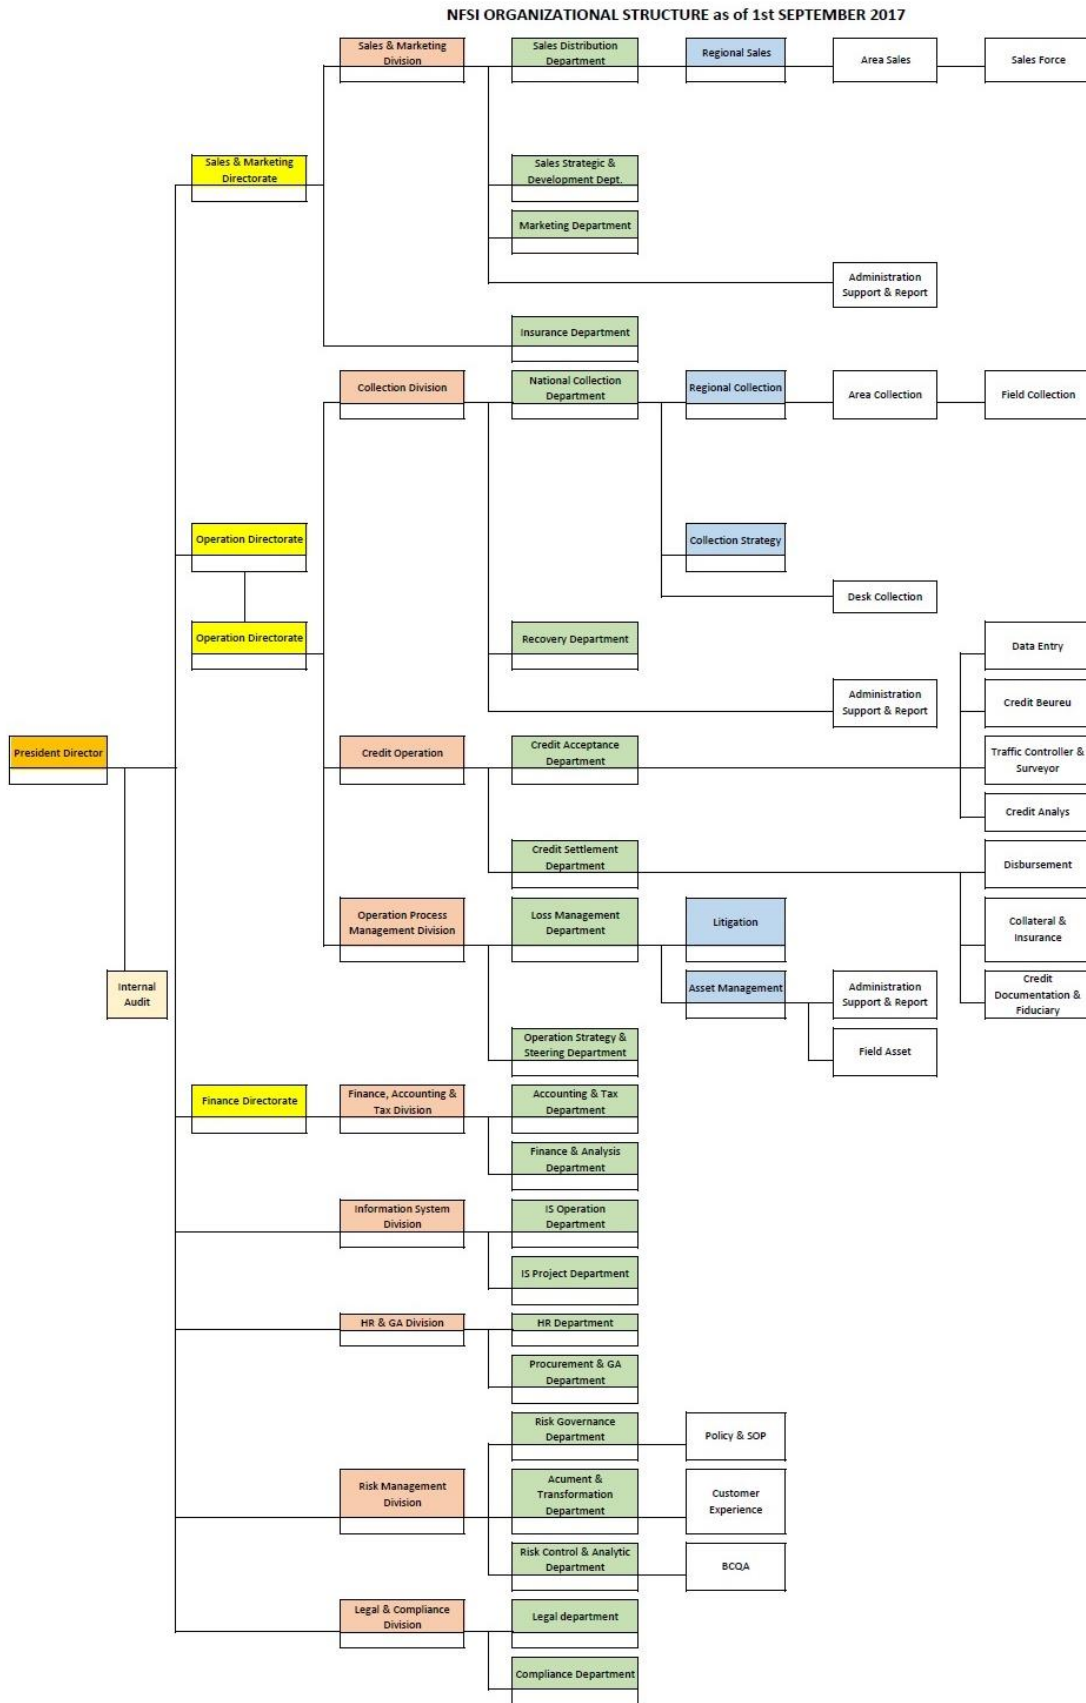 NFSI ORGANIZATIONAL STRUCTURE as of 1st SEPTEMBER 2017
Sales & Marketing
Division
Sales Distribution
Department
Regional Sales
Area Sales
Sales Force
Sales & Marketing
Directorate
Sales Strategic &
Development Dept.
Marketing Department
Administration
Support & Report
Insurance Department
Collection Division
National Collection
Department
Regional Collection
Area Collection
Field Collection
Operation Directorate
Collection Strategy
Desk Collection
Operation Directorate
Recovery Department
Data Entry
Administration
Support & Report
Credit Beureu
President Director
Credit Operation
Credit Acceptance
Department
Traffic Controller &
Surveyor
Credit Analys
Credit Settlement
Department
Disbursement
Operation Process
Management Division
Loss Management
Department
Litigation
Collateral &
Insurance
Internal
Audit
Asset Management
Administration
Support & Report
Credit
Documentation &
Fiduciary
Operation Strategy &
Steering Department
Field Asset
Finance Directorate
Finance, Accounting &
Tax Division
Accounting & Tax
Department
Finance & Analysis
Department
Information System
Division
IS Operation
Department
IS Project Department
HR & GA Division
HR Department
Procurement & GA
Department
Risk Governance
Department
Policy & SOP
Risk Management
Division
Acument &
Transformation
Department
Customer
Experience
Risk Control & Analytic
Department
BCQA
Legal & Compliance
Division
Legal department
Compliance Department